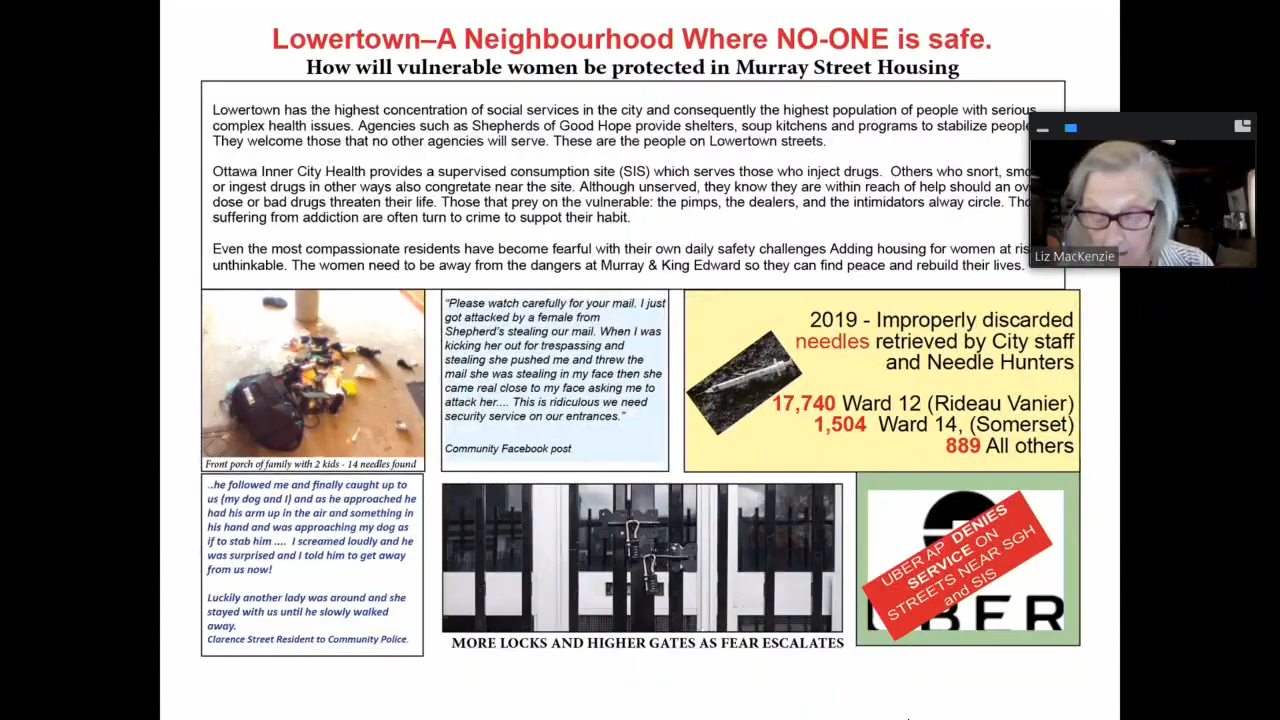 Lowertown–A Neighbourhood Where NO-ONE is safe.
How will vulnerable women be protected in Murray Street Housing
Lowertown has the highest concentration of social services in the city and consequently the highest population of people with serious
complex health issues. Agencies such as Shepherds of Good Hope provide shelters, soup kitchens and programs to stabilize people
They welcome those that no other agencies will serve. These are the people on Lowertown streets.
Ottawa Inner City Health provides a supervised consumption site (SIS) which serves those who inject drugs. Others who snort,
or ingest drugs in other ways also congretate near the site. Although unserved, they know they are within reach of help should an
dose or bad drugs threaten their life. Those that prey on the vulnerable: the pimps, the dealers, and the intimidators alway circle.
suffering from addiction are often turn to crime to suppot their habit.
Even the most compassionate residents have become fearful with their own daily safety challenges Adding housing for women at
unthinkable. The women need to be away from the dangers at Murray & King Edward so they can find peace and rebuild their lives.
Liz MacKenzie
Front porch of family with 2 kids - 14 needles found
"Please watch carefully for your mail. I just
got attacked by a female from
Shepherd's stealing our mail. When I was
kicking her out for trespassing and
stealing she pushed me and threw the
mail she was stealing in my face then she
came real close to my face asking me to
attack her.... This is ridiculous we need
security service on our entrances."
Community Facebook post
2019 - Improperly discarded
needles retrieved by City staff
and Needle Hunters
17,740 Ward 12 (Rideau Vanier)
1,504 Ward 14, (Somerset)
889 All others
..he followed me and finally caught up to
us (my dog and I) and as he approached he
had his arm up in the air and something in
his hand and was approaching my dog as
if to stab him .... I screamed loudly and he
was surprised and I told him to get away
from us now!
Luckily another lady was around and she
stayed with us until he slowly walked
away.
Clarence Street Resident to Community Police.
MORE LOCKS AND HIGHER GATES AS FEAR ESCALATES
UBER AP DENIES
SERVICE ON
STREETS NEAR SGH
and SIS
UBER